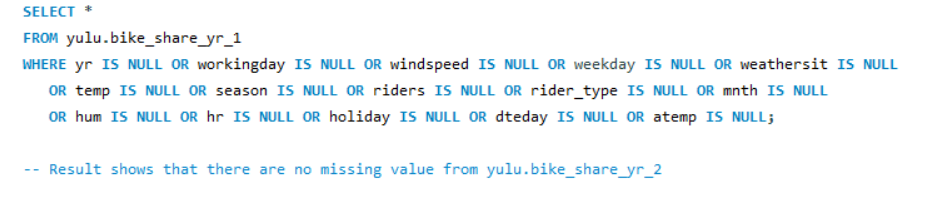 SELECT *
FROM yulu.bike_share_yr_1
WHERE yr IS NULL OR workingday IS NULL OR windspeed IS NULL OR weekday IS NULL OR weathersit IS NULL
OR temp IS NULL OR season IS NULL OR riders IS NULL OR rider_type IS NULL OR mnth IS NULL
OR hum IS NULL OR hr IS NULL OR holiday IS NULL OR dteday IS NULL OR atemp IS NULL;
-- Result shows that there are no missing value from yulu.bike_share_yr_2